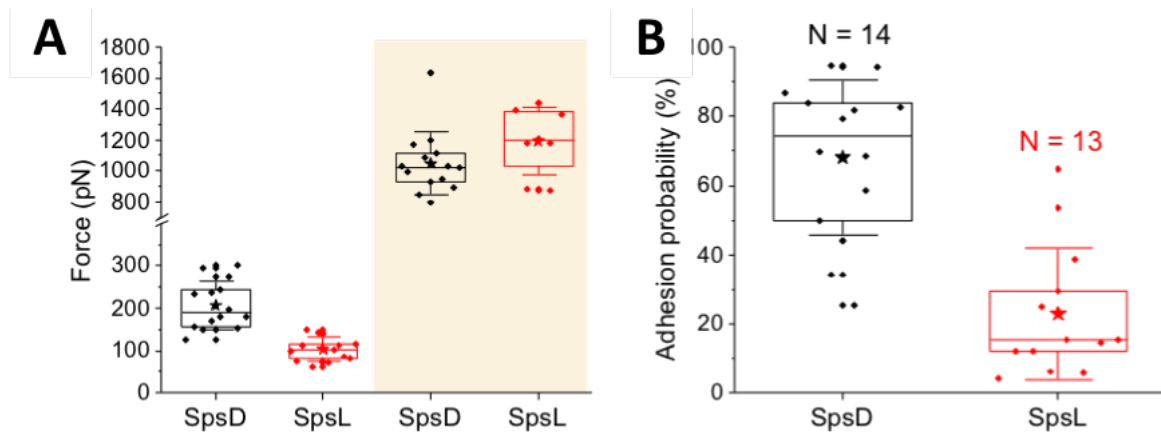 A
Force (pN)
1800
1600
1400
1200
1000
800
300
200
100
0
SpsD
SpsL
SpsD
SpsL
B
Adhesion probability (%)
100
80
60
40
20
0
N = 14
N = 13
SpsD
SpsL